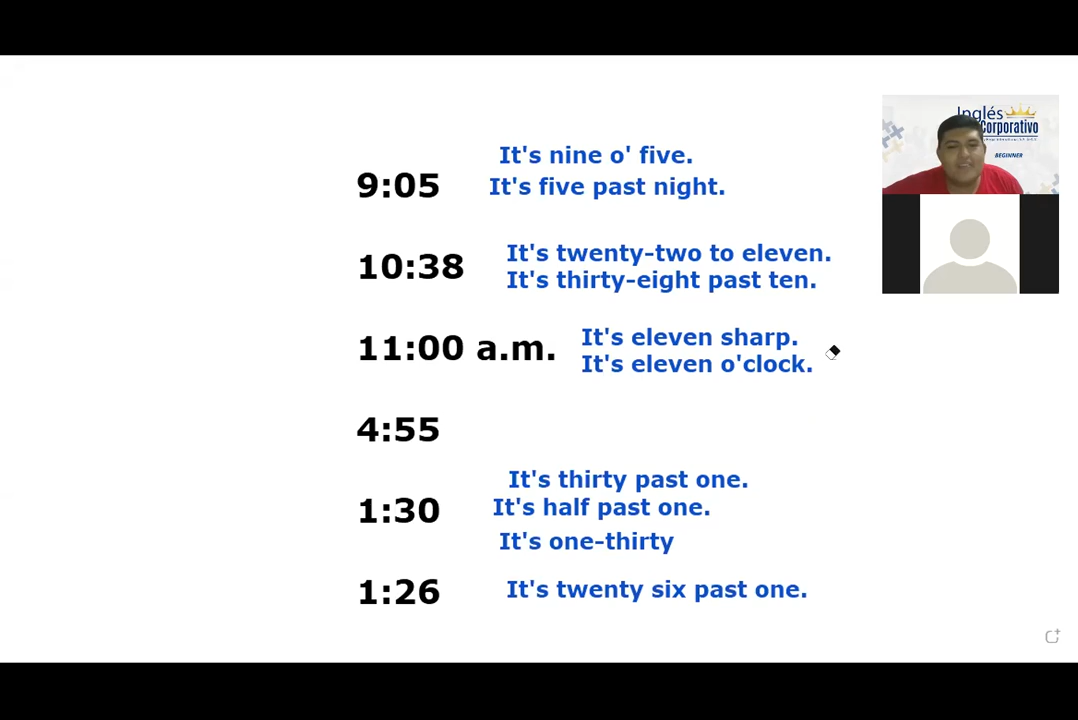 It's nine o' five.
9:05
It's five past night.
10:38
It's twenty-two to eleven.
It's thirty-eight past ten.
11:00 a.m.
It's eleven sharp.
It's eleven o'clock.
4:55
It's thirty past one.
1:30
It's half past one.
It's one-thirty
1:26
It's twenty six past one.
Inglés
Corporativo
BEGINNER